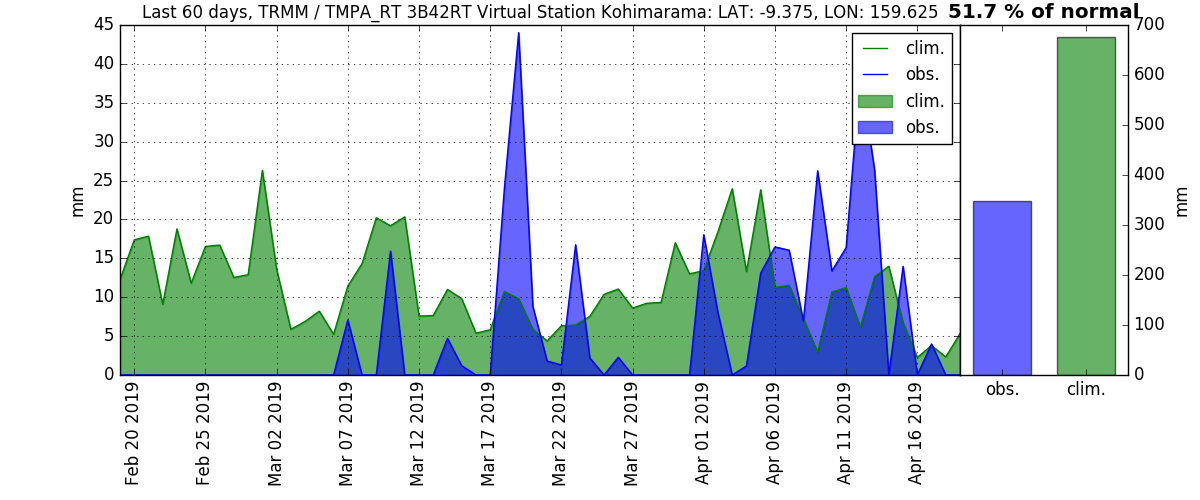 Last 60 days, TRMM / TMPA_RT 3B42RT Virtual Station Kohimarama: LAT: -9.375, LON: 159.625
51.7 % of normal
45
40
35
30
25
20
15
10
5
0
mm
clim.
obs.
clim.
obs.
700
600
500
400
300
200
100
0
mm
obs.
clim.
Feb 20 2019
Feb 25 2019
Mar 02 2019
Mar 07 2019
Mar 12 2019
Mar 17 2019
Mar 22 2019
Mar 27 2019
Apr 01 2019
Apr 06 2019
Apr 11 2019
Apr 16 2019